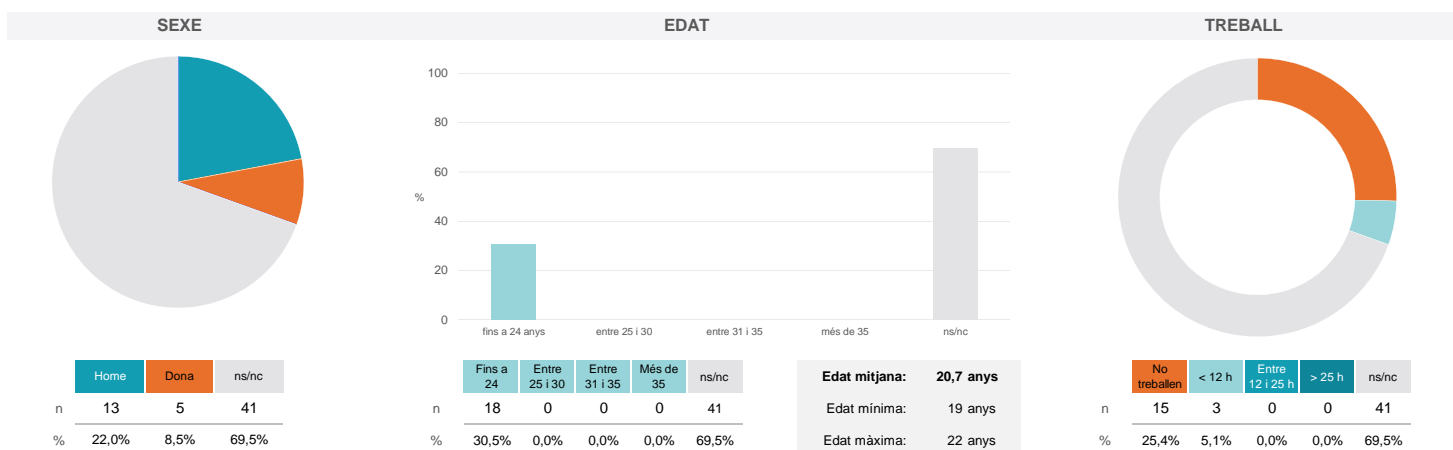 SEXE
EDAT
TREBALL
100
80
60
%
40
20
0
fins a 24 anys
entre 25 i 30
entre 31 i 35
més de 35
ns/nc
Home Dona ns/nc
n 13 5 41
% 22,0% 8,5% 69,5%
Fins a 24 Entre 25 i 30 Entre 31 i 35 Més de 35 ns/nc
n 18 0 0 0 41
% 30,5% 0,0% 0,0% 0,0% 69,5%
Edat mitjana: 20,7 anys
Edat mínima: 19 anys
Edat màxima: 22 anys
No treballen < 12 h Entre 12 i 25 h > 25 h ns/nc
n 15 3 0 0 41
% 25,4% 5,1% 0,0% 0,0% 69,5%